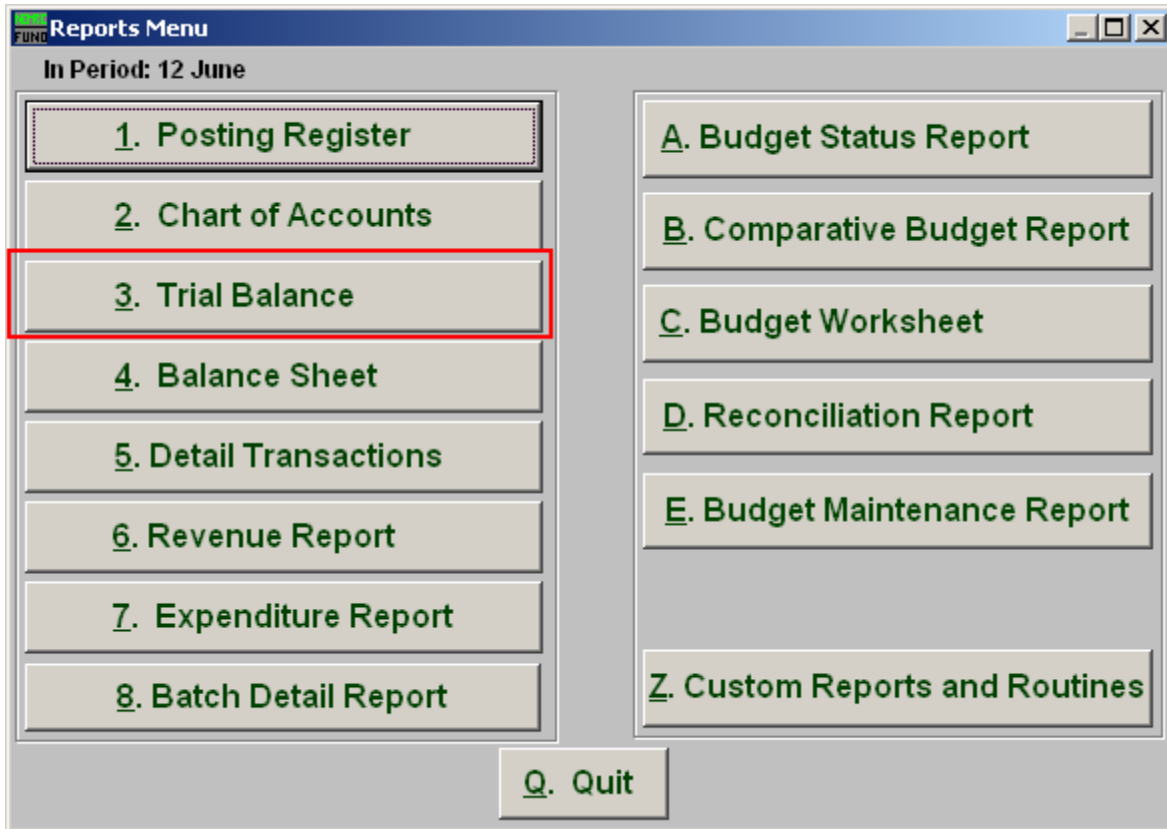 FUND
Reports Menu
In Period: 12 June
1. Posting Register
2. Chart of Accounts
3. Trial Balance
4. Balance Sheet
5. Detail Transactions
6. Revenue Report
7. Expenditure Report
8. Batch Detail Report
A. Budget Status Report
B. Comparative Budget Report
C. Budget Worksheet
D. Reconciliation Report
E. Budget Maintenance Report
Z. Custom Reports and Routines
Q. Quit